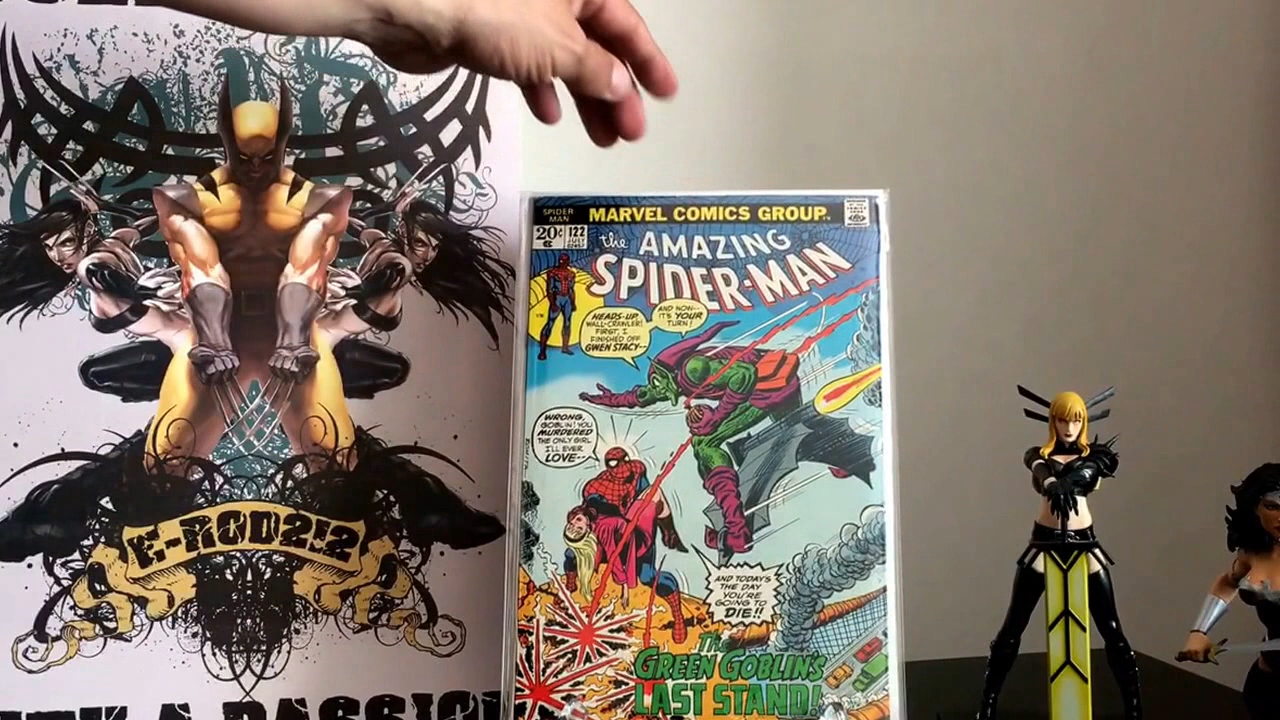 E-ROD2!2
WITH A PASSION
SPIDER
MAN
MARVEL COMICS GROUP.
20¢
122
JULY
the
AMAZING
SPIDER-MAN
HEADS-UP,
WALL-CRAWLER!
FIRST, I
FINISHED OFF
GWEN STACY--
AND NOW--
IT'S YOUR
TURN!
WRONG,
GOBLIN! YOU
MURDERED
THE ONLY GIRL
I'LL EVER
LOVE--
AND TODAY'S
THE DAY
YOU'RE
GOING TO
DIE!!
The
GREEN GOBLIN'S
LAST STAND!